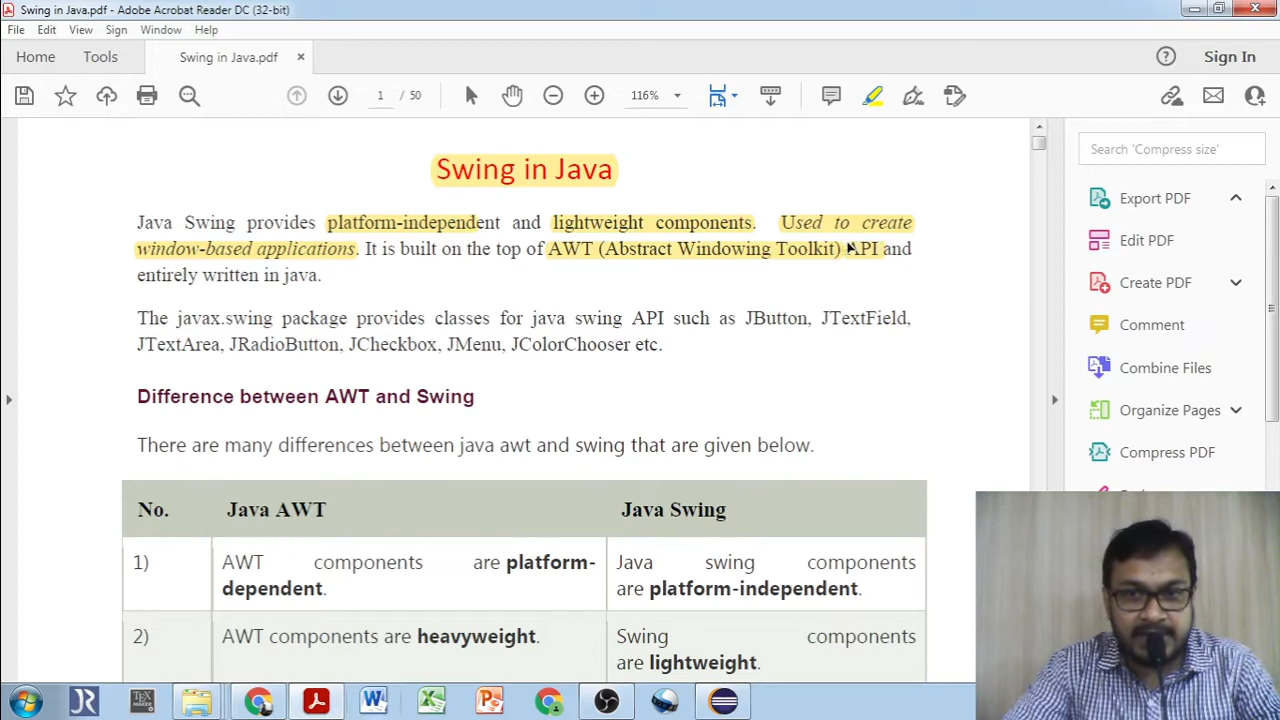 Swing in Java.pdf - Adobe Acrobat Reader DC (32-bit)
File Edit View Sign Window Help
Home Tools Swing in Java.pdf × Sign In
1 / 50 116%
Swing in Java
Java Swing provides platform-independent and lightweight components. Used to create
window-based applications. It is built on the top of AWT (Abstract Windowing Toolkit) API and
entirely written in java.
The javax.swing package provides classes for java swing API such as JButton, JTextField,
JTextArea, JRadioButton, JCheckbox, JMenu, JColorChooser etc.
Difference between AWT and Swing
There are many differences between java awt and swing that are given below.
No. Java AWT Java Swing
1) AWT components are platform- Java swing components
dependent. are platform-independent.
2) AWT components are heavyweight. Swing components
are lightweight.
Search 'Compress size'
Export PDF
Edit PDF
Create PDF
Comment
Combine Files
Organize Pages
Compress PDF
JR TEX MAKER